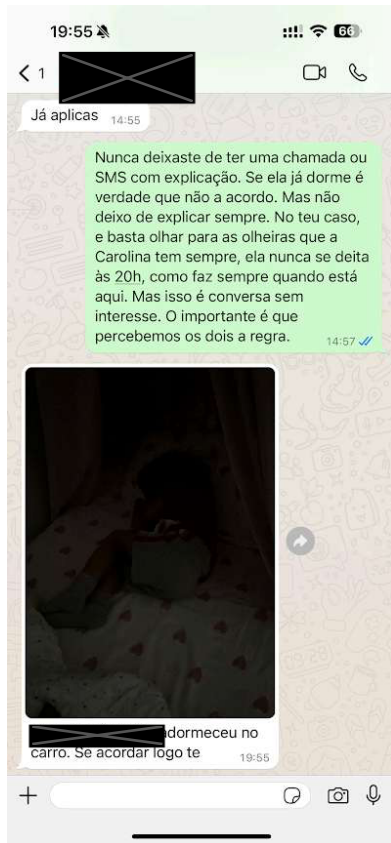 19:55
66
1
Já aplicas 14:55
Nunca deixaste de ter uma chamada ou
SMS com explicação. Se ela já dorme é
verdade que não a acordo. Mas não
deixo de explicar sempre. No teu caso,
e basta olhar para as olheiras que a
Carolina tem sempre, ela nunca se deita
às 20h, como faz sempre quando está
aqui. Mas isso é conversa sem
interesse. O importante é que
percebemos os dois a regra. 14:57
adormeceu no
carro. Se acordar logo te 19:55